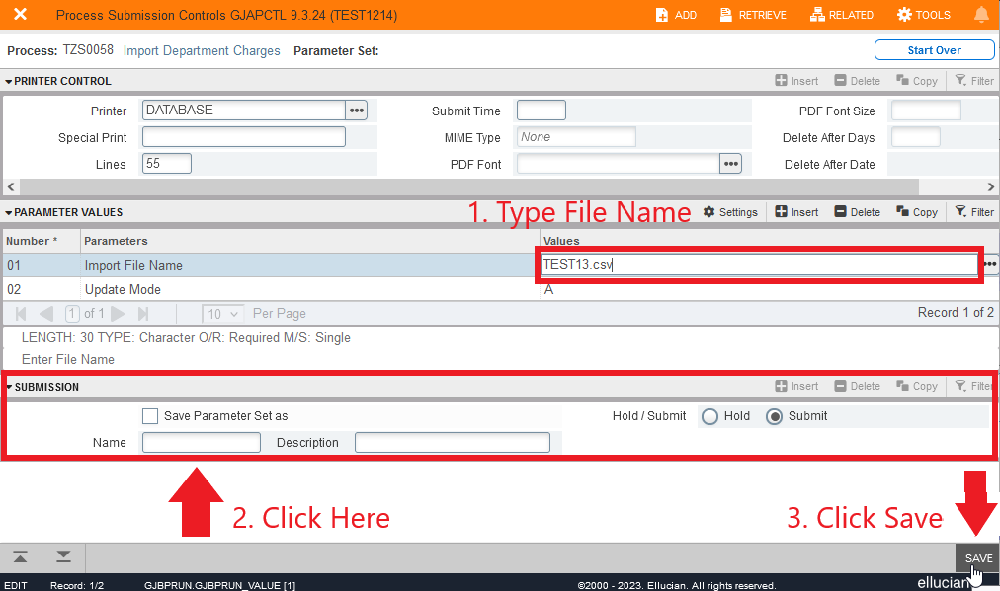 Process Submission Controls GJAPCTL 9.3.24 (TEST1214) ADD RETRIEVE RELATED TOOLS
Process: TZS0058 Import Department Charges Parameter Set: Start Over
PRINTER CONTROL Insert Delete Copy Filter
Printer DATABASE Submit Time PDF Font Size
Special Print MIME Type None Delete After Days
Lines 55 PDF Font Delete After Date
PARAMETER VALUES 1. Type File Name Settings Insert Delete Copy Filter
Number * Parameters Values
01 Import File Name TEST13.csv
02 Update Mode A
1 of 1 10 Per Page Record 1 of 2
LENGTH: 30 TYPE: Character O/R: Required M/S: Single
Enter File Name
SUBMISSION Insert Delete Copy Filter
Save Parameter Set as Hold / Submit Hold Submit
Name Description
2. Click Here 3. Click Save
SAVE
EDIT Record: 1/2 GJBPRUN.GJBPRUN_VALUE [1] ©2000 - 2023. Ellucian. All rights reserved. ellucian